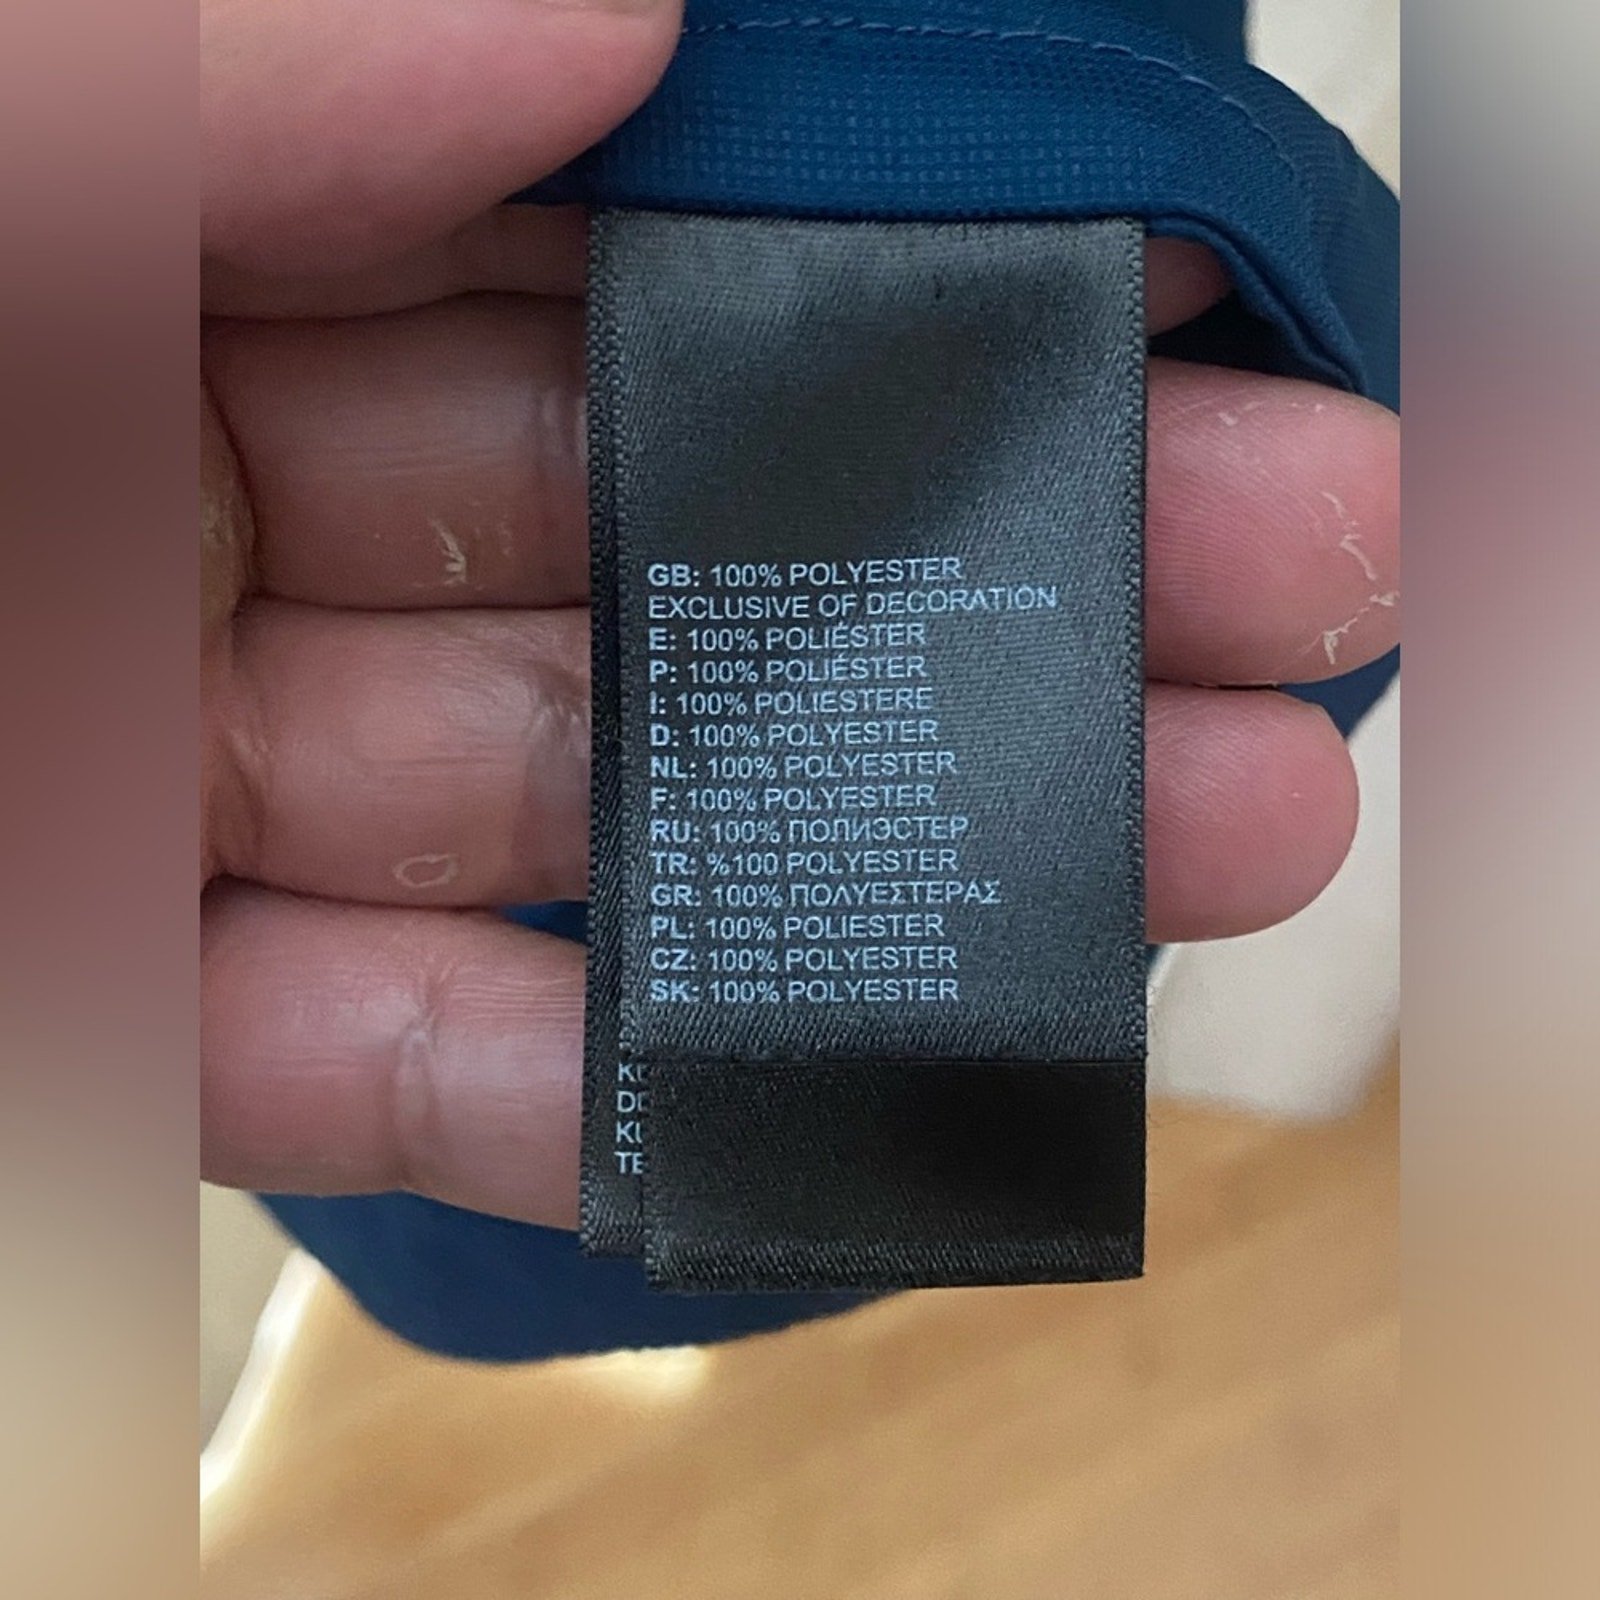 GB: 100% POLYESTER
EXCLUSIVE OF DECORATION
E: 100% POLIÉSTER
P: 100% POLIÉSTER
I: 100% POLIESTERE
D: 100% POLYESTER
NL: 100% POLYESTER
F: 100% POLYESTER
RU: 100% ПОЛИЭСТЕР
TR: %100 POLYESTER
GR: 100% ΠΟΛΥΕΣΤΕΡΑΣ
PL: 100% POLIESTER
CZ: 100% POLYESTER
SK: 100% POLYESTER